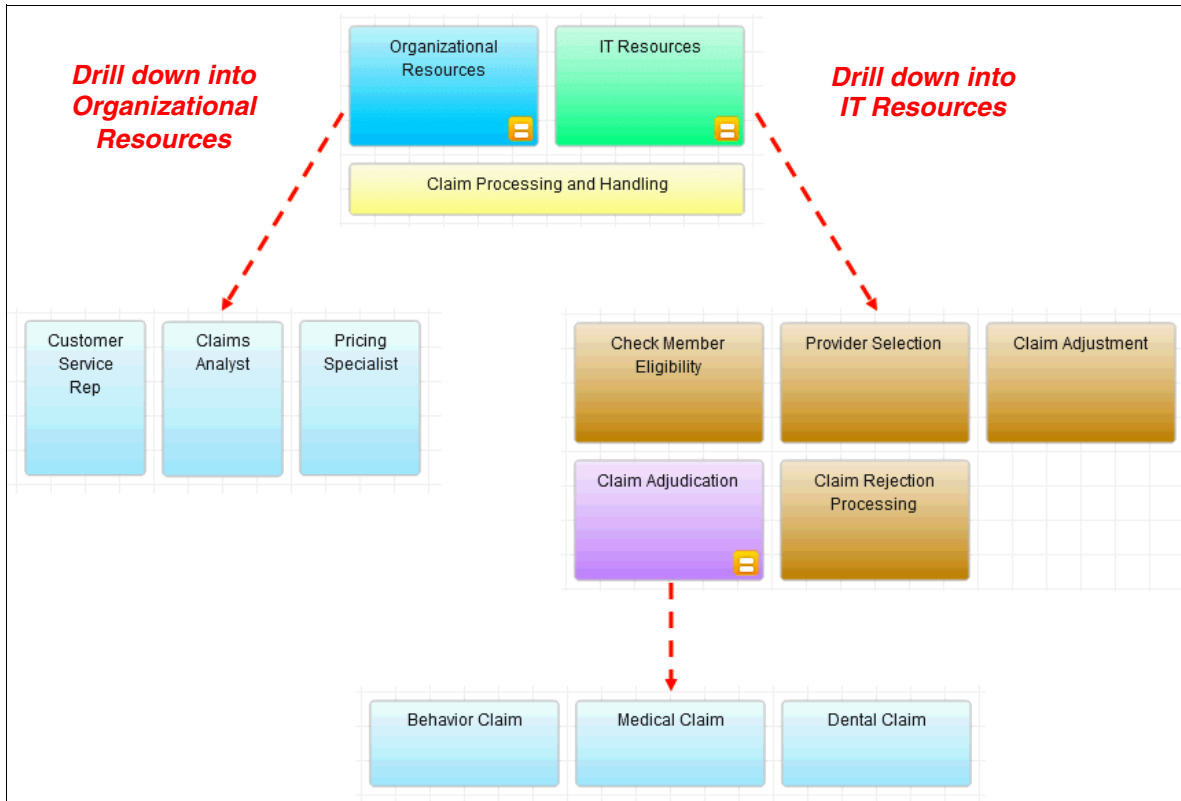 Drill down into
Organizational
Resources
Organizational
Resources
IT Resources
Drill down into
IT Resources
Claim Processing and Handling
Customer
Service
Rep
Claims
Analyst
Pricing
Specialist
Check Member
Eligibility
Provider Selection
Claim Adjustment
Claim Adjudication
Claim Rejection
Processing
Behavior Claim
Medical Claim
Dental Claim